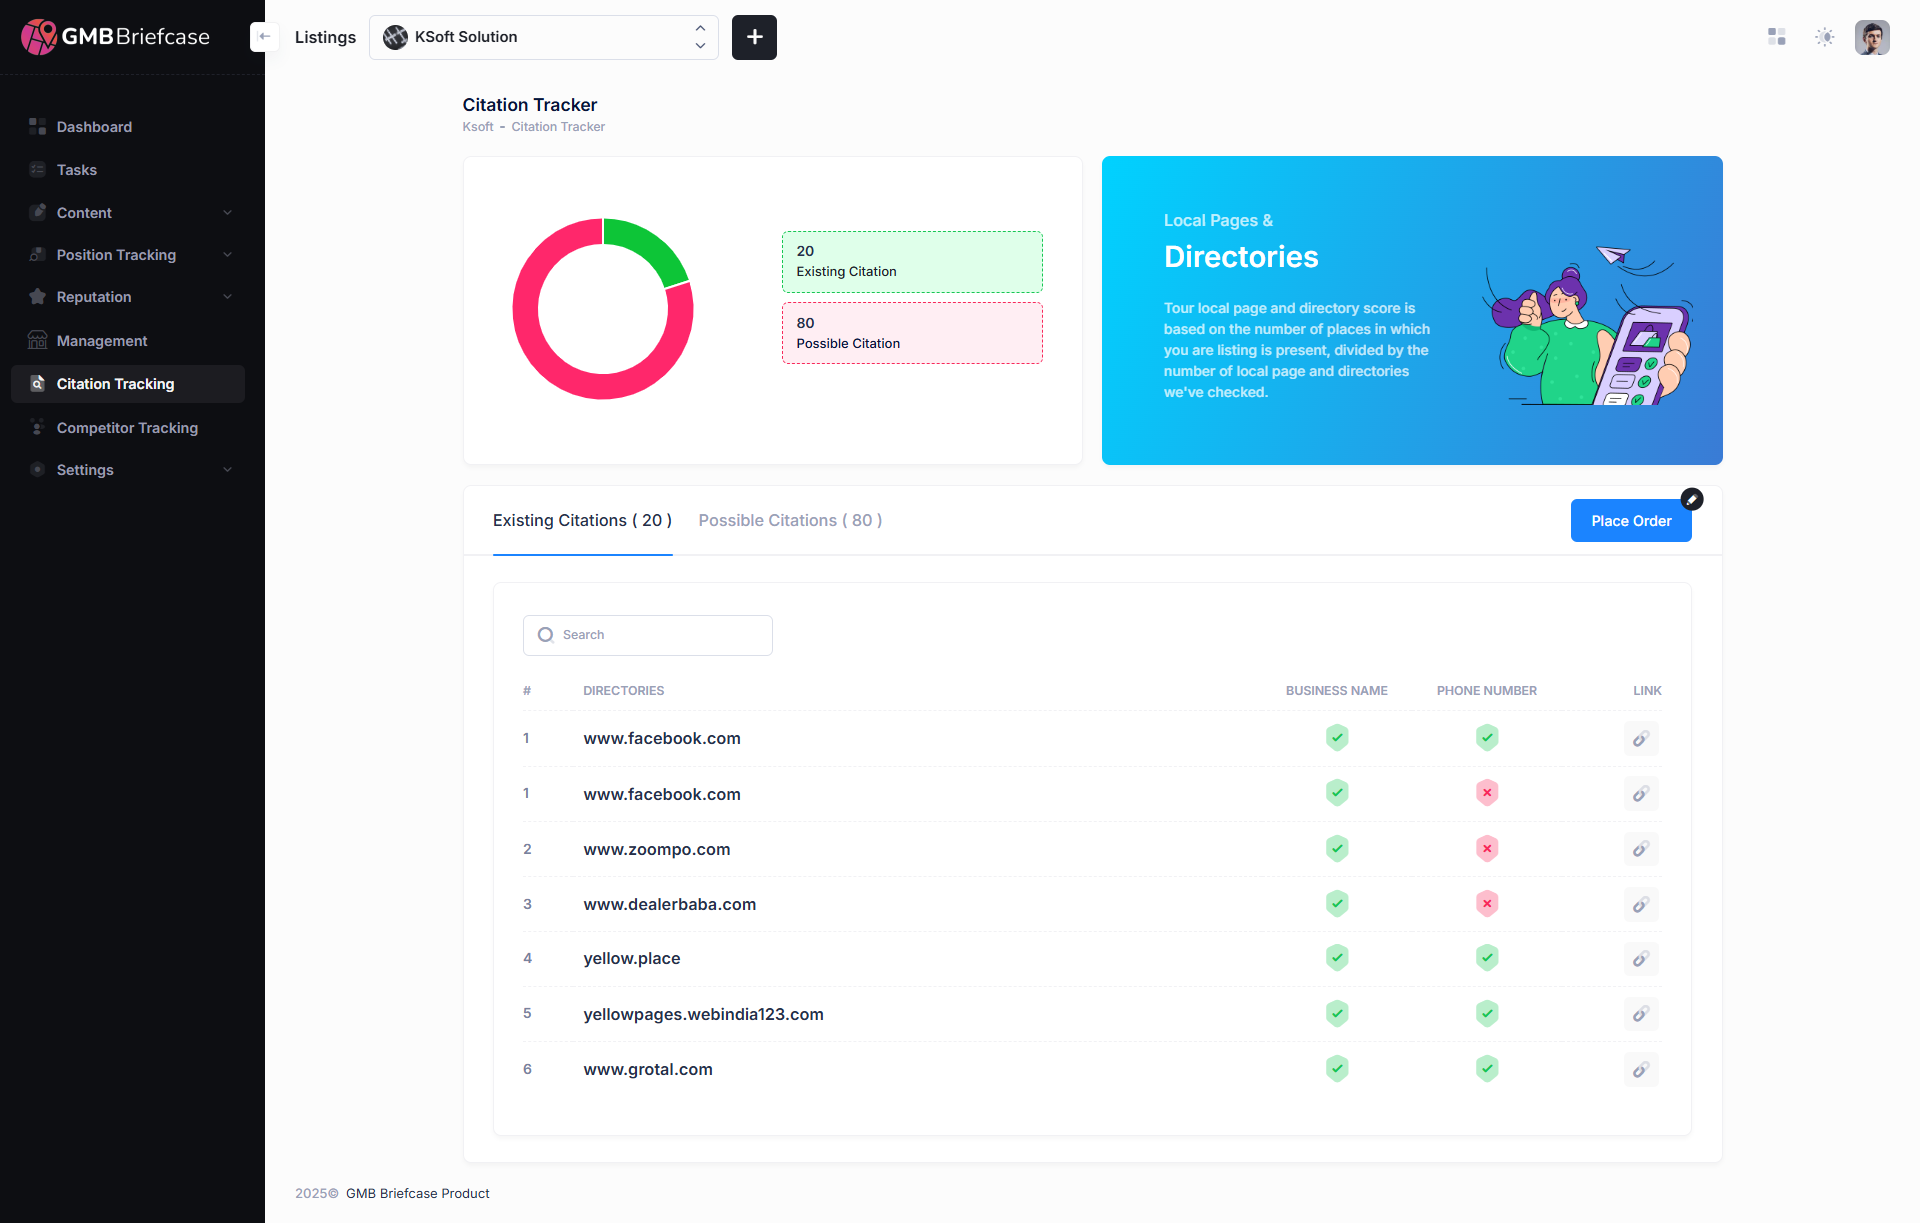 GMBBriefcase
Listings
KSoft Solution
Dashboard
Tasks
Content
Position Tracking
Reputation
Management
Citation Tracking
Competitor Tracking
Settings
Citation Tracker
Ksoft - Citation Tracker
20
Existing Citation
80
Possible Citation
Local Pages &
Directories
Tour local page and directory score is
based on the number of places in which
you are listing is present, divided by the
number of local page and directories
we've checked.
Existing Citations ( 20 )
Possible Citations ( 80 )
Place Order
Search
# DIRECTORIES BUSINESS NAME PHONE NUMBER LINK
1 www.facebook.com
1 www.facebook.com
2 www.zoompo.com
3 www.dealerbaba.com
4 yellow.place
5 yellowpages.webindia123.com
6 www.grotal.com
2025© GMB Briefcase Product